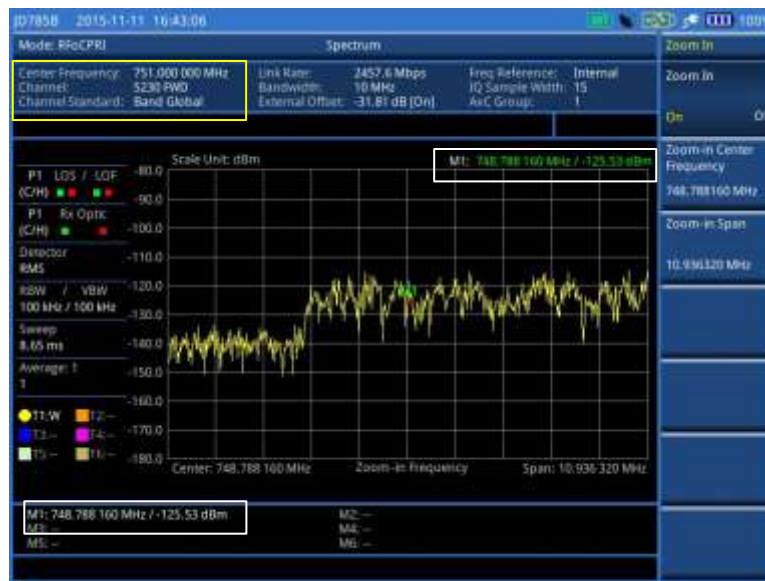 JD785B 2015-11-11 16:43:06 100%
Mode: RFoCPRI Spectrum Zoom In
Center Frequency: 751.000 000 MHz Link Rate: 2457.6 Mbps Freq Reference: Internal
Channel: 5230 FWD Bandwidth: 10 MHz IQ Sample Width: 15
Channel Standard: Band Global External Offset: -31.81 dB [On] AxC Group: 1
Zoom In
On O
Scale Unit: dBm M1: 748.788 160 MHz / -125.53 dBm
Zoom-in Center
Frequency
748.788160 MHz
Zoom-in Span
10.936320 MHz
P1 LOS / LOF
(C/H)
P1 Rx Optic
(C/H)
Detector
RMS
RBW / VBW
100 kHz / 100 kHz
Sweep
8.65 ms
Average: 1
1
T1:W T2:--
T3:-- T4:--
T5:--
-80.0
-90.0
-100.0
-110.0
-120.0
-130.0
-140.0
-150.0
-160.0
-170.0
-180.0
Center: 748.788 160 MHz Zoom-in Frequency Span: 10.936 320 MHz
M1: 748.788 160 MHz / -125.53 dBm M2: --
M3: -- M4: --
M5: -- M6: --